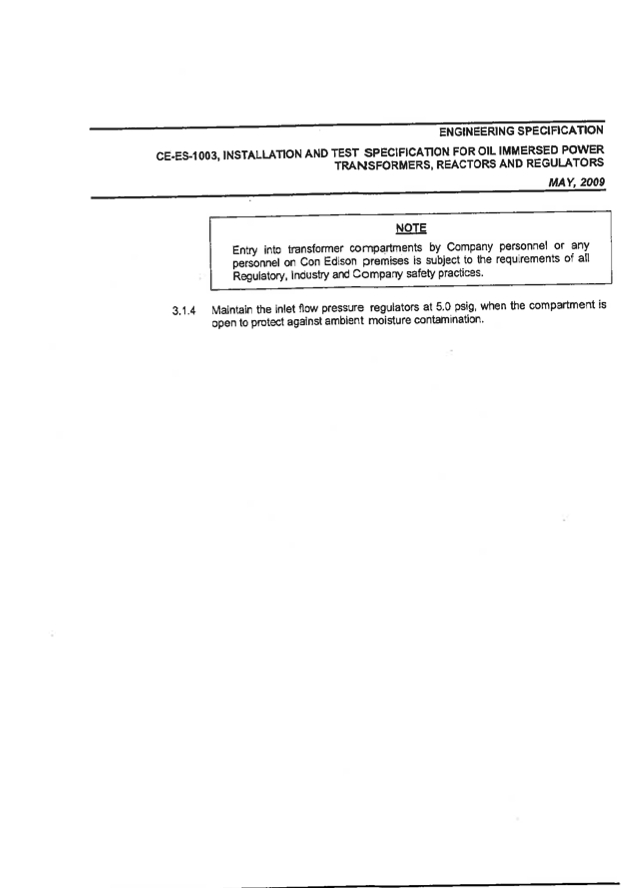 ENGINEERING SPECIFICATION
CE-ES-1003, INSTALLATION AND TEST SPECIFICATION FOR OIL IMMERSED POWER
TRANSFORMERS, REACTORS AND REGULATORS
MAY, 2009
NOTE
Entry into transformer compartments by Company personnel or any
personnel on Con Edison premises is subject to the requirements of all
Regulatory, Industry and Company safety practices.
3.1.4 Maintain the inlet flow pressure regulators at 5.0 psig, when the compartment is
open to protect against ambient moisture contamination.